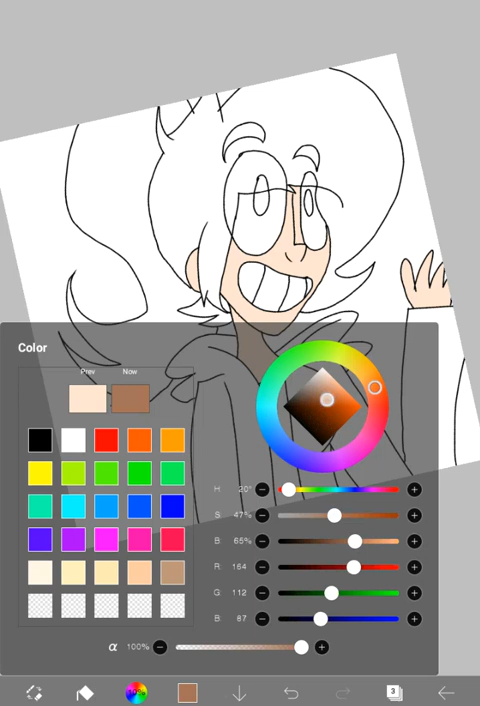 Color
Prev Now
H 20° − +
S 47% − +
B 65% − +
R 164 − +
G 112 − +
B 87 − +
α 100% − +
3